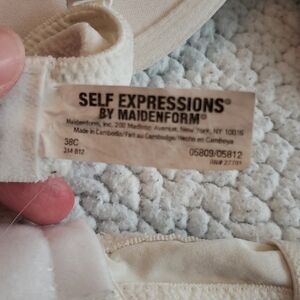 SELF EXPRESSIONS®
BY MAIDENFORM®
Maidenform, Inc. 200 Madison Avenue, New York, NY 10016
Made in Cambodia/Fait au Cambodge/Hecho en Camboya
38C
05809/05812
RN#